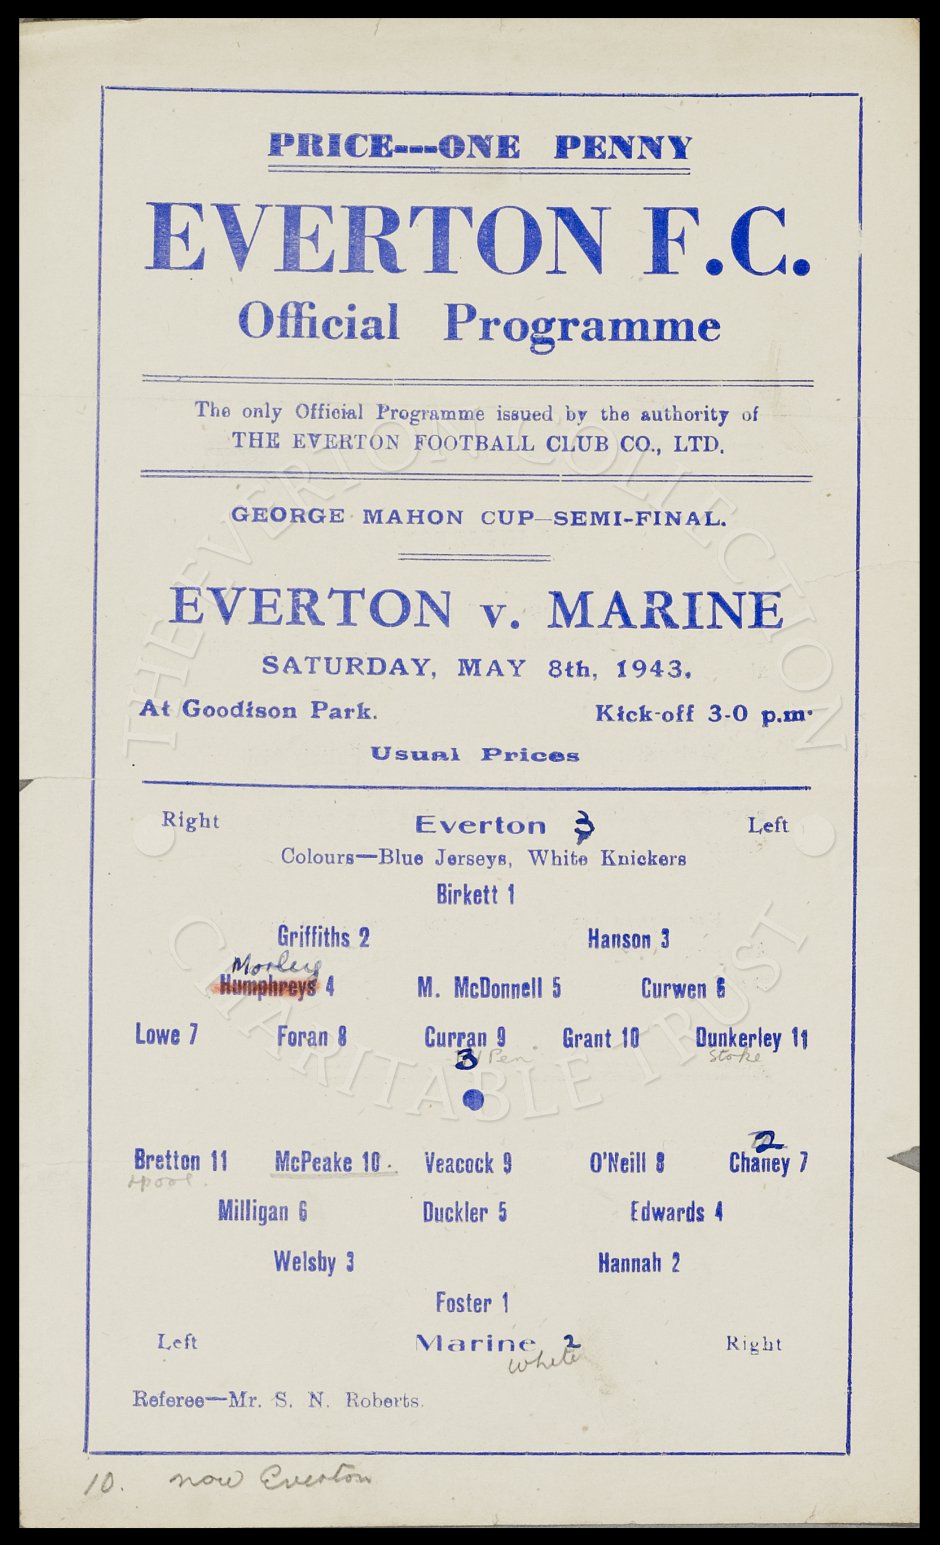 PRICE---ONE PENNY
EVERTON F.C.
Official Programme
The only Official Programme issued by the authority of
THE EVERTON FOOTBALL CLUB CO., LTD.
GEORGE MAHON CUP—SEMI-FINAL.
EVERTON v. MARINE
SATURDAY, MAY 8th, 1943.
At Goodison Park. Kick-off 3-0 p.m.
Usual Prices
Right Everton 3 Left
Colours—Blue Jerseys, White Knickers
Birkett 1
Griffiths 2 Hanson 3
Morley
Humphreys 4 M. McDonnell 5 Curwen 6
Lowe 7 Foran 8 Curran 9 Grant 10 Dunkerley 11
3 Pen Stoke
2
Bretton 11 McPeake 10 Veacock 9 O'Neill 8 Chaney 7
Milligan 6 Duckler 5 Edwards 4
Welsby 3 Hannah 2
Foster 1
Left Marine 2 Right
White
Referee—Mr. S. N. Roberts.
10. now Everton
THE EVERTON COLLECTION
CHARITABLE TRUST